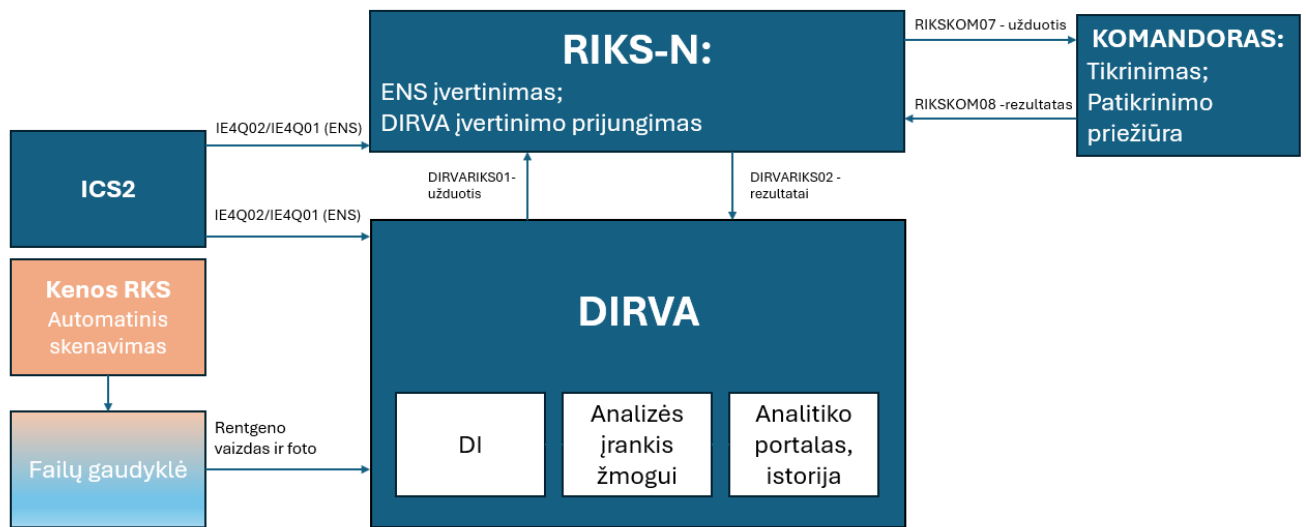 RIKS-N:
ENS įvertinimas;
DIRVA įvertinimo prijungimas
RIKSKOM07 - užduotis
RIKSKOM08 -rezultatas
KOMANDORAS:
Tikrinimas;
Patikrinimo
priežiūra
IE4Q02/IE4Q01 (ENS)
ICS2
IE4Q02/IE4Q01 (ENS)
DIRVARIKS01-
užduotis
DIRVARIKS02 -
rezultatai
Kenos RKS
Automatinis
skenavimas
Failų gaudyklė
Rentgeno
vaizdas ir foto
DIRVA
DI
Analizės
įrankis
žmogui
Analitiko
portalas,
istorija